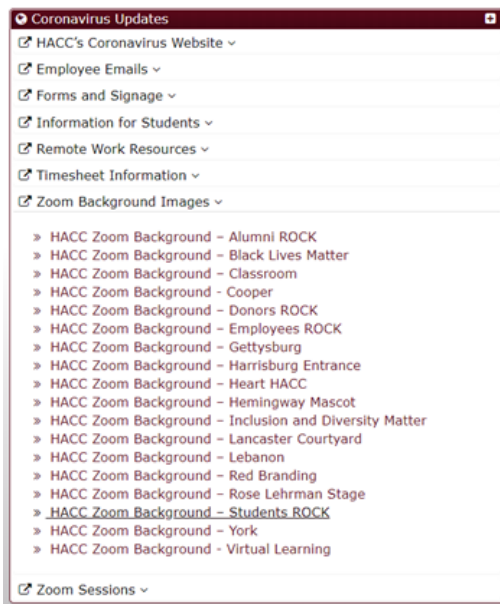 Coronavirus Updates
HACC's Coronavirus Website
Employee Emails
Forms and Signage
Information for Students
Remote Work Resources
Timesheet Information
Zoom Background Images
» HACC Zoom Background – Alumni ROCK
» HACC Zoom Background – Black Lives Matter
» HACC Zoom Background – Classroom
» HACC Zoom Background - Cooper
» HACC Zoom Background – Donors ROCK
» HACC Zoom Background – Employees ROCK
» HACC Zoom Background – Gettysburg
» HACC Zoom Background – Harrisburg Entrance
» HACC Zoom Background – Heart HACC
» HACC Zoom Background – Hemingway Mascot
» HACC Zoom Background – Inclusion and Diversity Matter
» HACC Zoom Background – Lancaster Courtyard
» HACC Zoom Background – Lebanon
» HACC Zoom Background – Red Branding
» HACC Zoom Background – Rose Lehrman Stage
» HACC Zoom Background – Students ROCK
» HACC Zoom Background – York
» HACC Zoom Background - Virtual Learning
Zoom Sessions